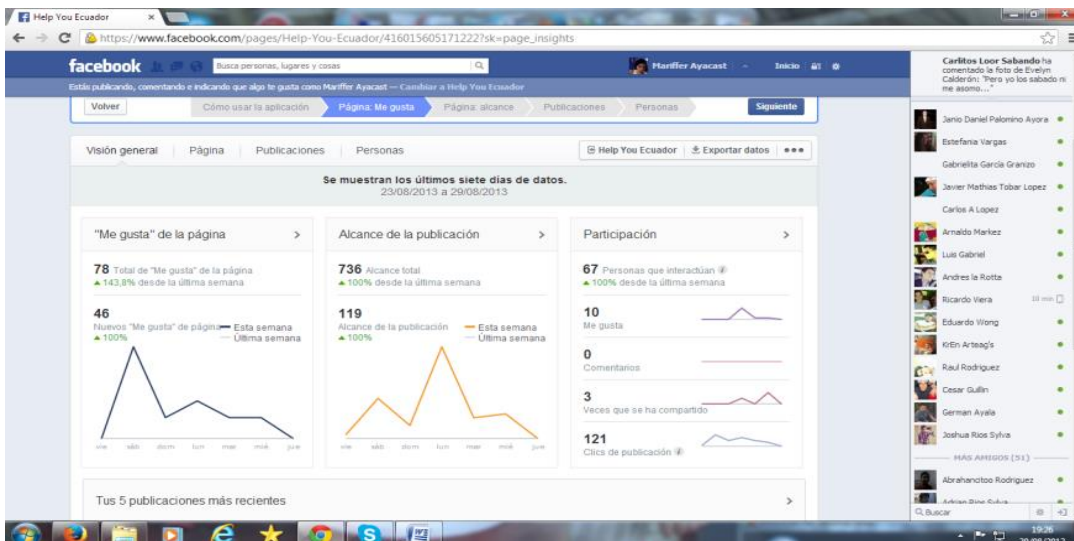 Help You Ecuador
https://www.facebook.com/pages/Help-You-Ecuador/416015605171222?sk=page_insights
facebook
Busca personas, lugares y cosas
Mariffer Ayacast
Inicio
Estás publicando, comentando e indicando que algo te gusta como Mariffer Ayacast — Cambiar a Help You Ecuador
Volver
Cómo usar la aplicación
Página: Me gusta
Página: alcance
Publicaciones
Personas
Siguiente
Visión general
Página
Publicaciones
Personas
Help You Ecuador
Exportar datos
Se muestran los últimos siete días de datos.
23/08/2013 a 29/08/2013
"Me gusta" de la página
78 Total de "Me gusta" de la página
143,8% desde la última semana
46
Nuevos "Me gusta" de página
100%
Esta semana
Última semana
vie sáb dom lun mar mié jue
Alcance de la publicación
736 Alcance total
100% desde la última semana
119
Alcance de la publicación
100%
Esta semana
Última semana
vie sáb dom lun mar mié jue
Participación
67 Personas que interactúan
100% desde la última semana
10
Me gusta
0
Comentarios
3
Veces que se ha compartido
121
Clics de publicación
Tus 5 publicaciones más recientes
Carlitos Loor Sabando ha
comentado la foto de Evelyn
Calderón: "Pero yo los sabado ni
me asomo..."
Janio Daniel Palomino Ayora
Estefania Vargas
Gabrielita García Granizo
Javier Mathias Tobar Lopez
Carlos A Lopez
Arnaldo Markez
Luis Gabriel
Andres la Rotta
Ricardo Viera
Eduardo Wong
KrEn Arteag's
Raul Rodriguez
Cesar Guillin
German Ayala
Joshua Rios Sylva
MÁS AMIGOS (51)
Abrahancitoo Rodriguez
Buscar
19:26